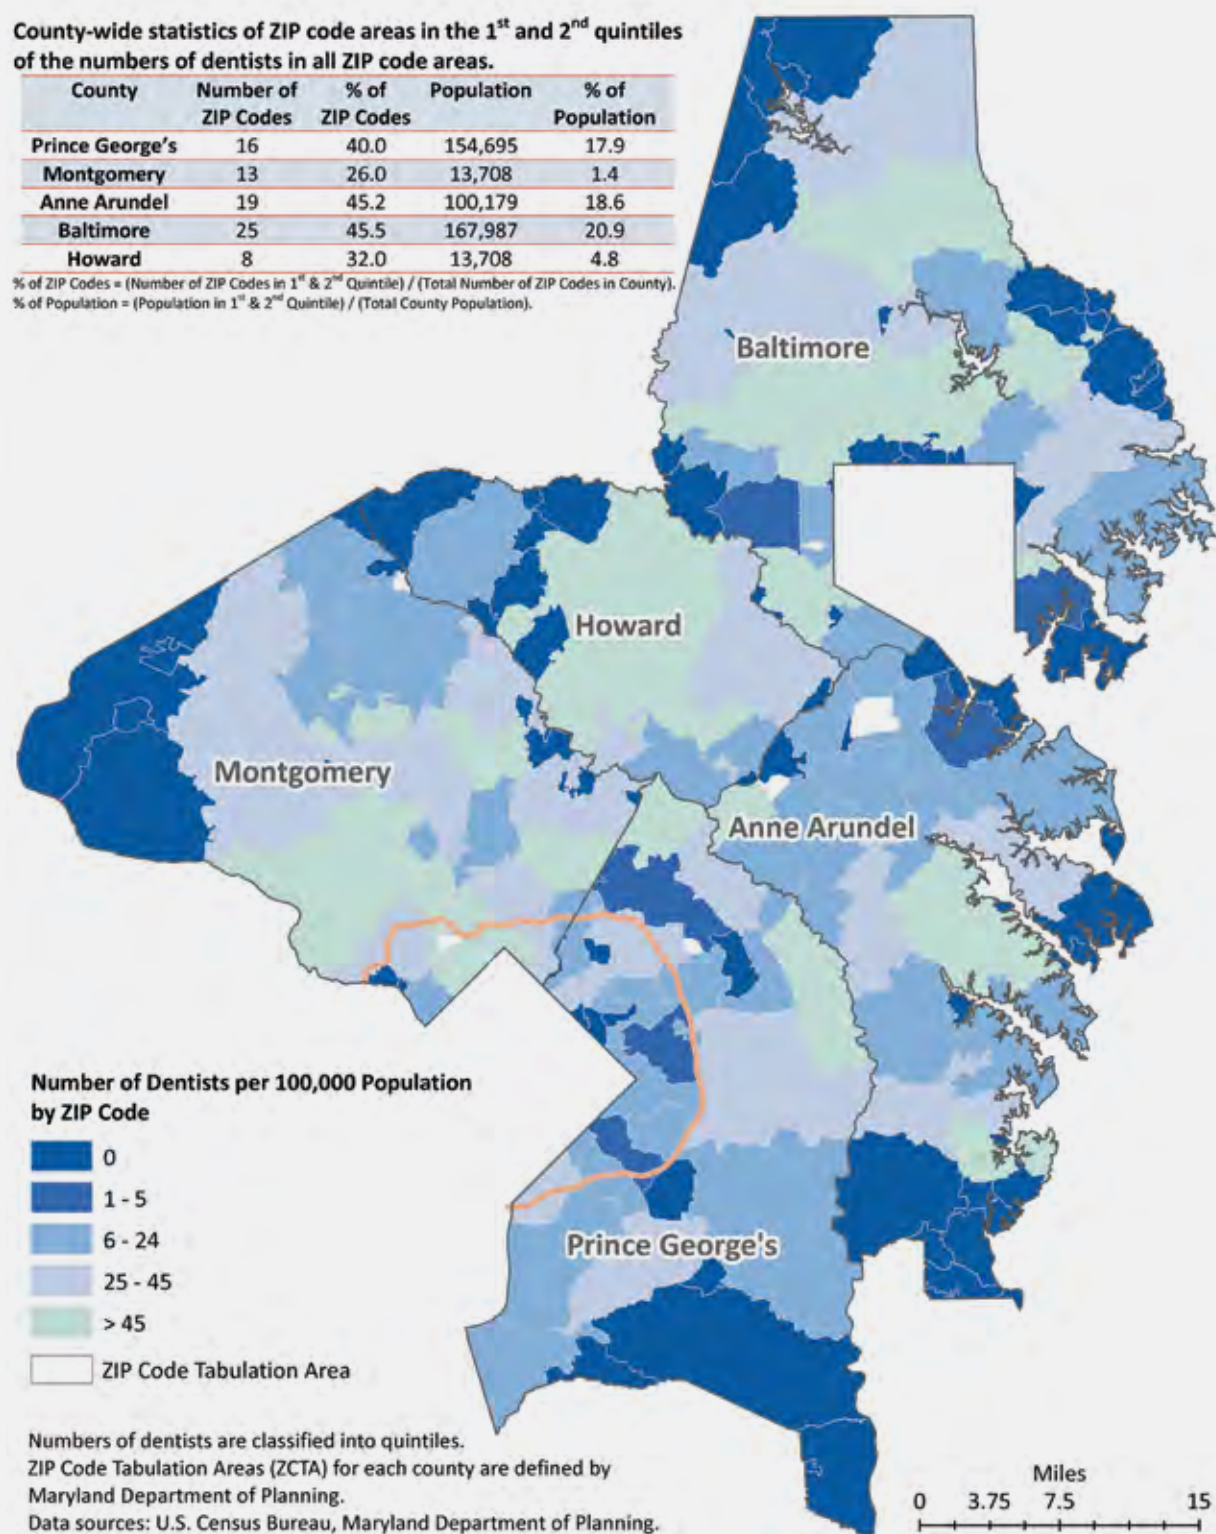 County-wide statistics of ZIP code areas in the 1st and 2nd quintiles
of the numbers of dentists in all ZIP code areas.
County Number of ZIP Codes % of ZIP Codes Population % of Population
Prince George's 16 40.0 154,695 17.9
Montgomery 13 26.0 13,708 1.4
Anne Arundel 19 45.2 100,179 18.6
Baltimore 25 45.5 167,987 20.9
Howard 8 32.0 13,708 4.8
% of ZIP Codes = (Number of ZIP Codes in 1st & 2nd Quintile) / (Total Number of ZIP Codes in County).
% of Population = (Population in 1st & 2nd Quintile) / (Total County Population).
Baltimore
Howard
Montgomery
Anne Arundel
Prince George's
Number of Dentists per 100,000 Population
by ZIP Code
0
1 - 5
6 - 24
25 - 45
> 45
ZIP Code Tabulation Area
Numbers of dentists are classified into quintiles.
ZIP Code Tabulation Areas (ZCTA) for each county are defined by
Maryland Department of Planning.
Data sources: U.S. Census Bureau, Maryland Department of Planning.
Miles
0 3.75 7.5 15